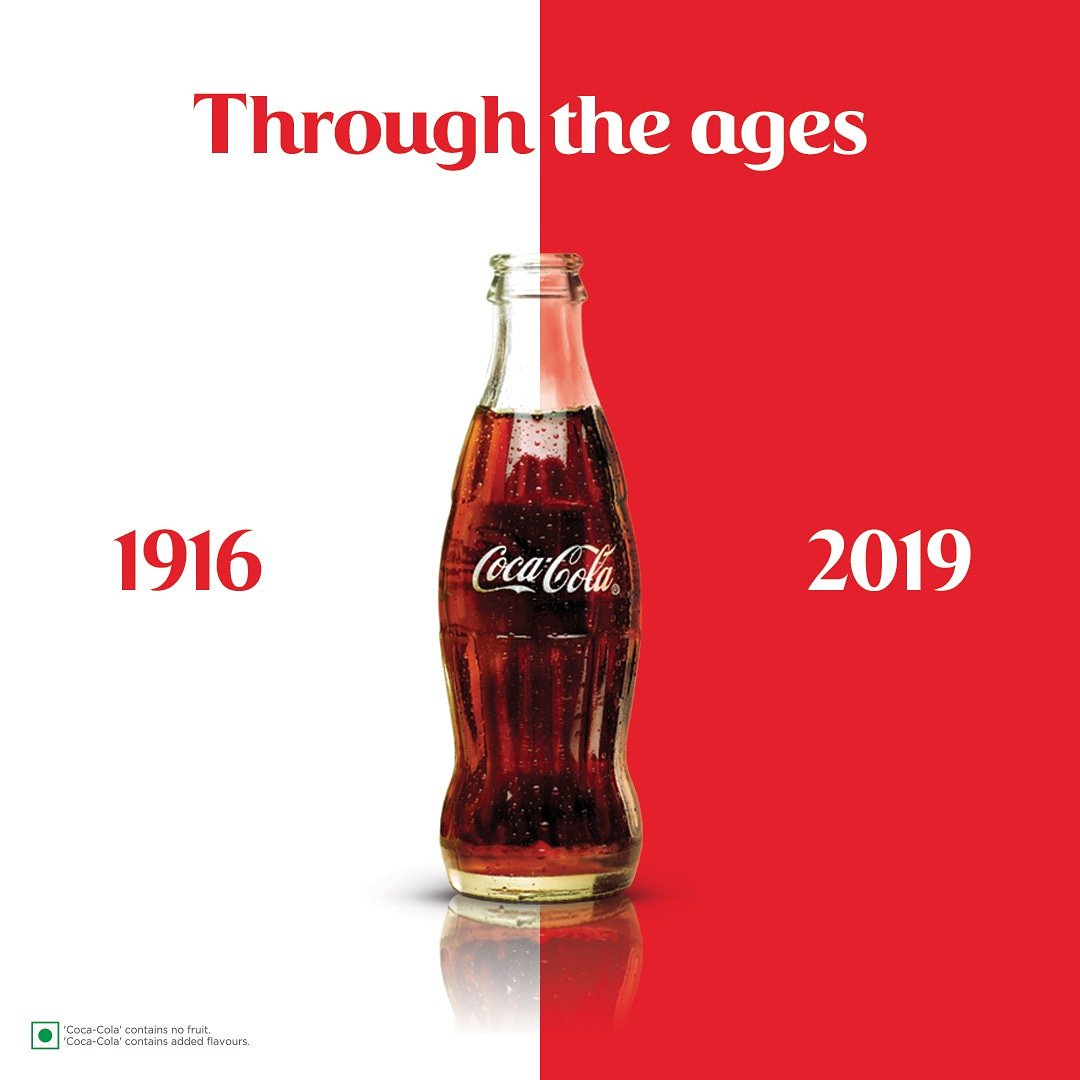 Through the ages
1916
Coca-Cola®
2019
'Coca-Cola' contains no fruit.
'Coca-Cola' contains added flavours.